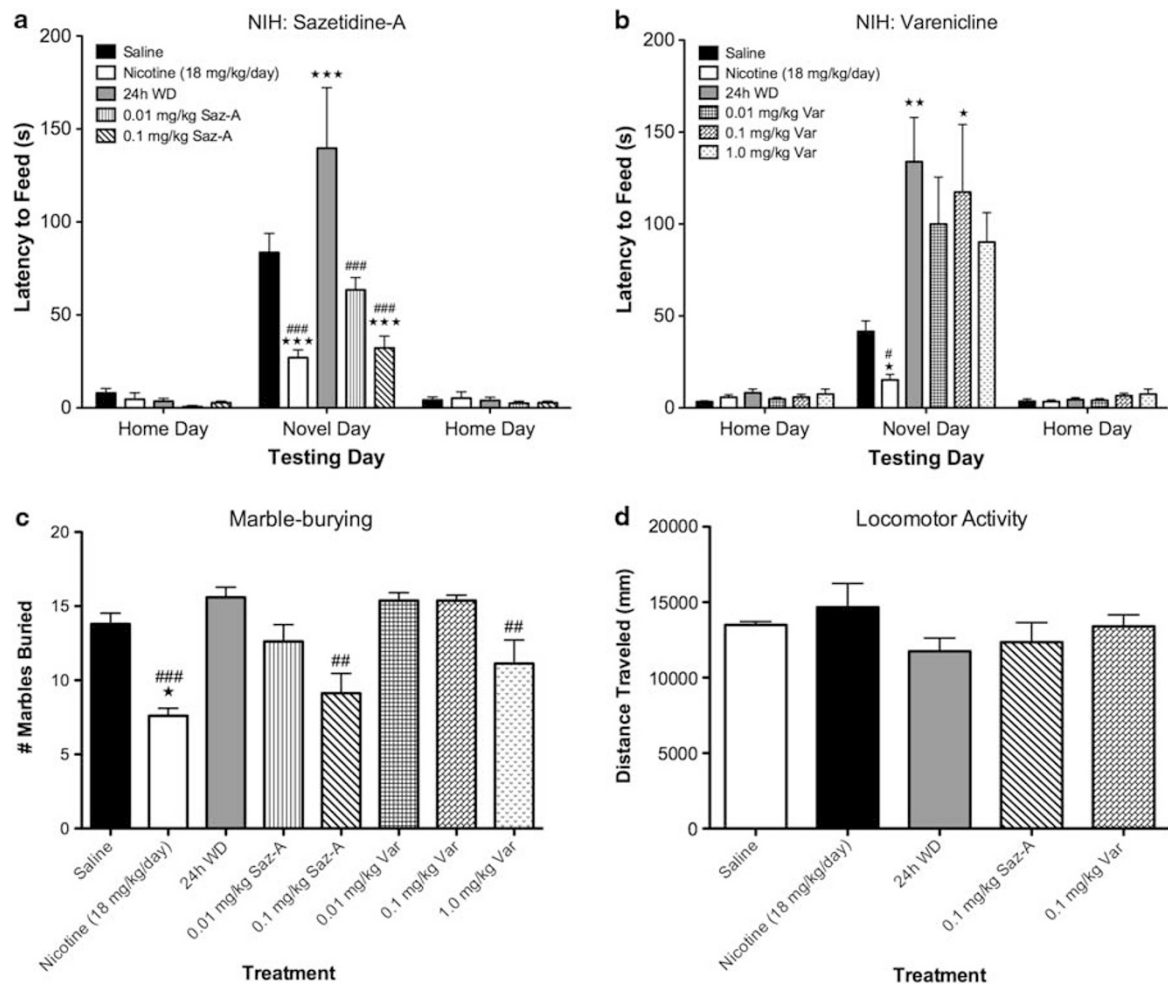 a
NIH: Sazetidine-A
200
150
100
50
0
Latency to Feed (s)
Saline
Nicotine (18 mg/kg/day)
24h WD
0.01 mg/kg Saz-A
0.1 mg/kg Saz-A
###
★★★
★★★
###
###
★★★
Home Day
Novel Day
Home Day
Testing Day
b
NIH: Varenicline
200
150
100
50
0
Latency to Feed (s)
Saline
Nicotine (18 mg/kg/day)
24h WD
0.01 mg/kg Var
0.1 mg/kg Var
1.0 mg/kg Var
#
★
★★
★
Home Day
Novel Day
Home Day
Testing Day
c
Marble-burying
20
15
10
5
0
# Marbles Buried
###
★
##
##
Saline
Nicotine (18 mg/kg/day)
24h WD
0.01 mg/kg Saz-A
0.1 mg/kg Saz-A
0.01 mg/kg Var
0.1 mg/kg Var
1.0 mg/kg Var
Treatment
d
Locomotor Activity
20000
15000
10000
5000
0
Distance Traveled (mm)
Saline
Nicotine (18 mg/kg/day)
24h WD
0.1 mg/kg Saz-A
0.1 mg/kg Var
Treatment